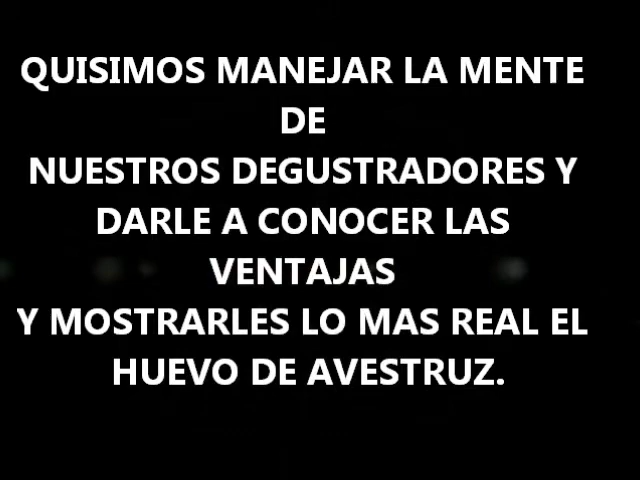 QUISIMOS MANEJAR LA MENTE
DE
NUESTROS DEGUSTRADORES Y
DARLE A CONOCER LAS
VENTAJAS
Y MOSTRARLES LO MAS REAL EL
HUEVO DE AVESTRUZ.